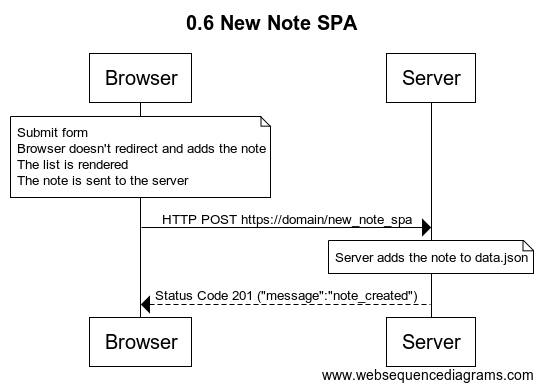 0.6 New Note SPA
Browser
Server
Submit form
Browser doesn't redirect and adds the note
The list is rendered
The note is sent to the server
HTTP POST https://domain/new_note_spa
Server adds the note to data.json
Status Code 201 ("message":"note_created")
Browser
Server
www.websequencediagrams.com